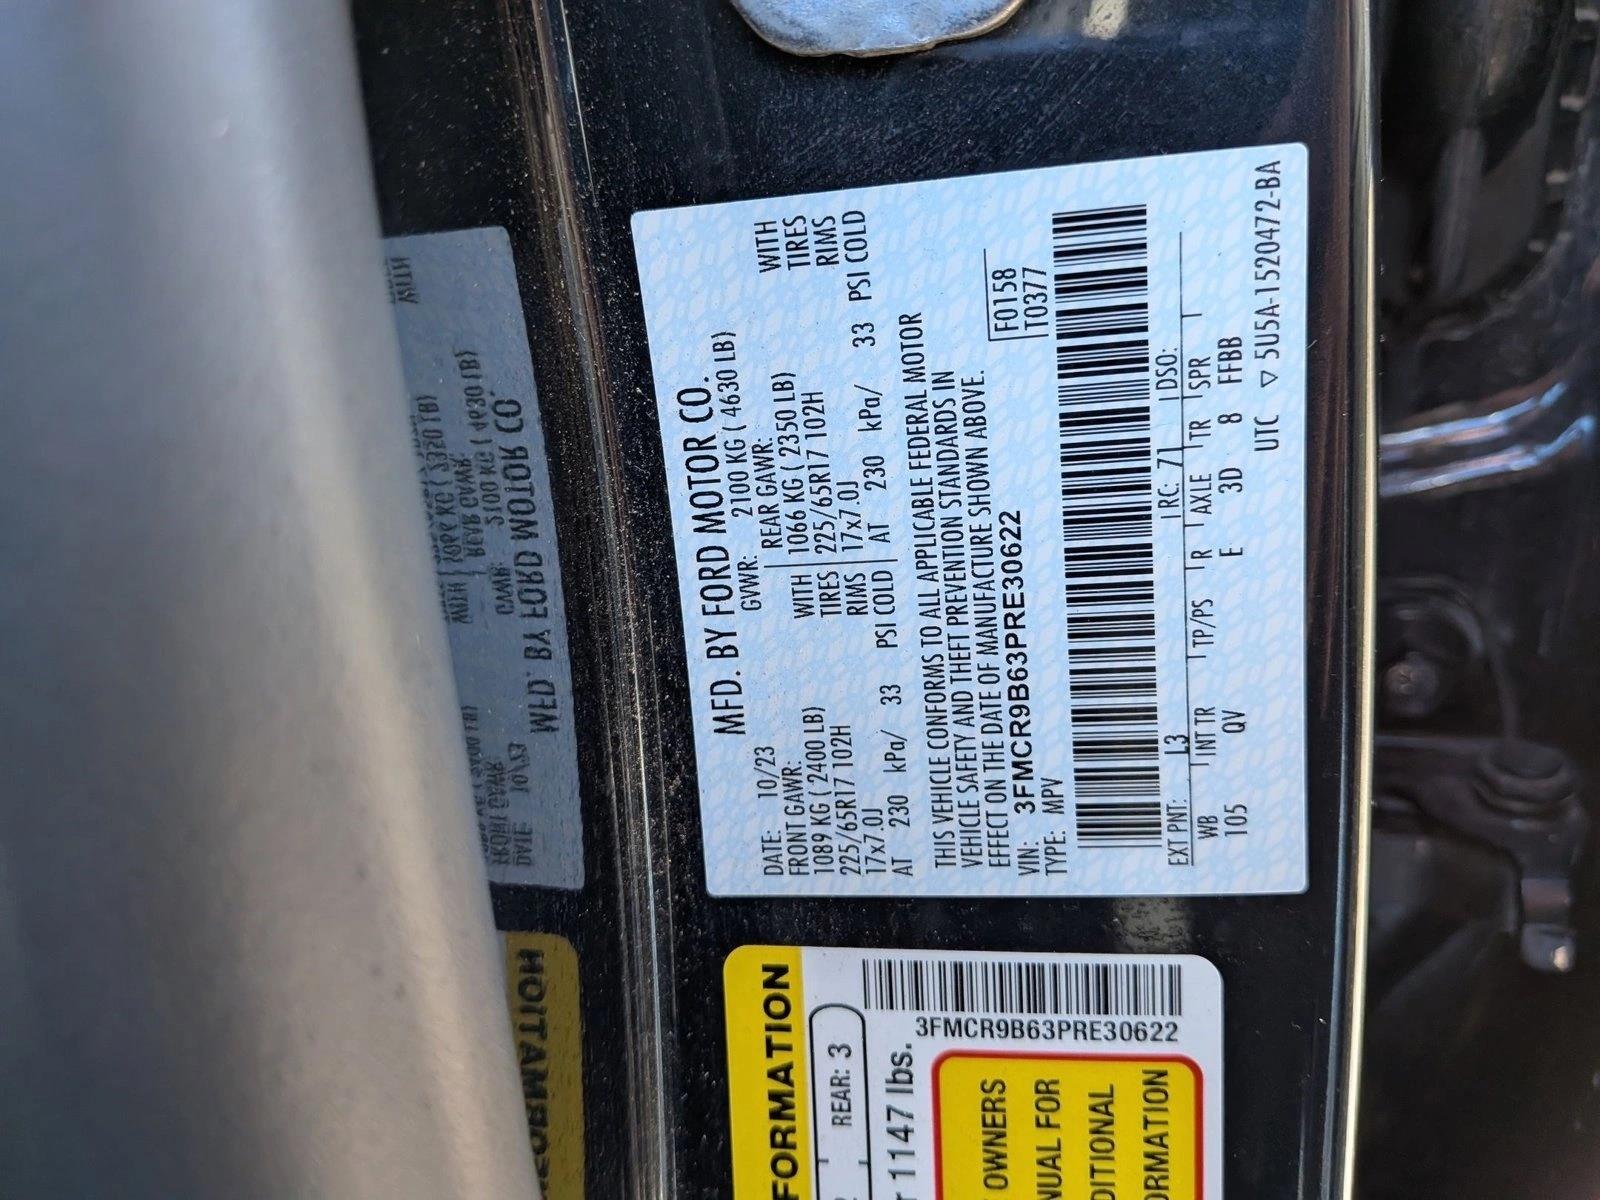 MFD. BY FORD MOTOR CO.
DATE: 10/23 GVWR: 2100 KG ( 4630 LB)
FRONT GAWR: REAR GAWR:
1089 KG ( 2400 LB) WITH 1066 KG ( 2350 LB) WITH
225/65R17 102H TIRES 225/65R17 102H TIRES
17x7.0J RIMS 17x7.0J RIMS
AT 230 kPa/ 33 PSI COLD AT 230 kPa/ 33 PSI COLD
THIS VEHICLE CONFORMS TO ALL APPLICABLE FEDERAL MOTOR
VEHICLE SAFETY AND THEFT PREVENTION STANDARDS IN
EFFECT ON THE DATE OF MANUFACTURE SHOWN ABOVE.
VIN: 3FMCR9B63PRE30622
TYPE: MPV
F0158
T0377
EXT PNT: L3 RC: 71 DSO:
WB INT TR TP/PS R AXLE TR SPR
105 QV E 3D 8 FFBB
UTC ▽ 5U5A-1520472-BA
FORMATION
REAR: 3
1147 lbs.
3FMCR9B63PRE30622
OWNERS
NUAL FOR
DITIONAL
ORMATION